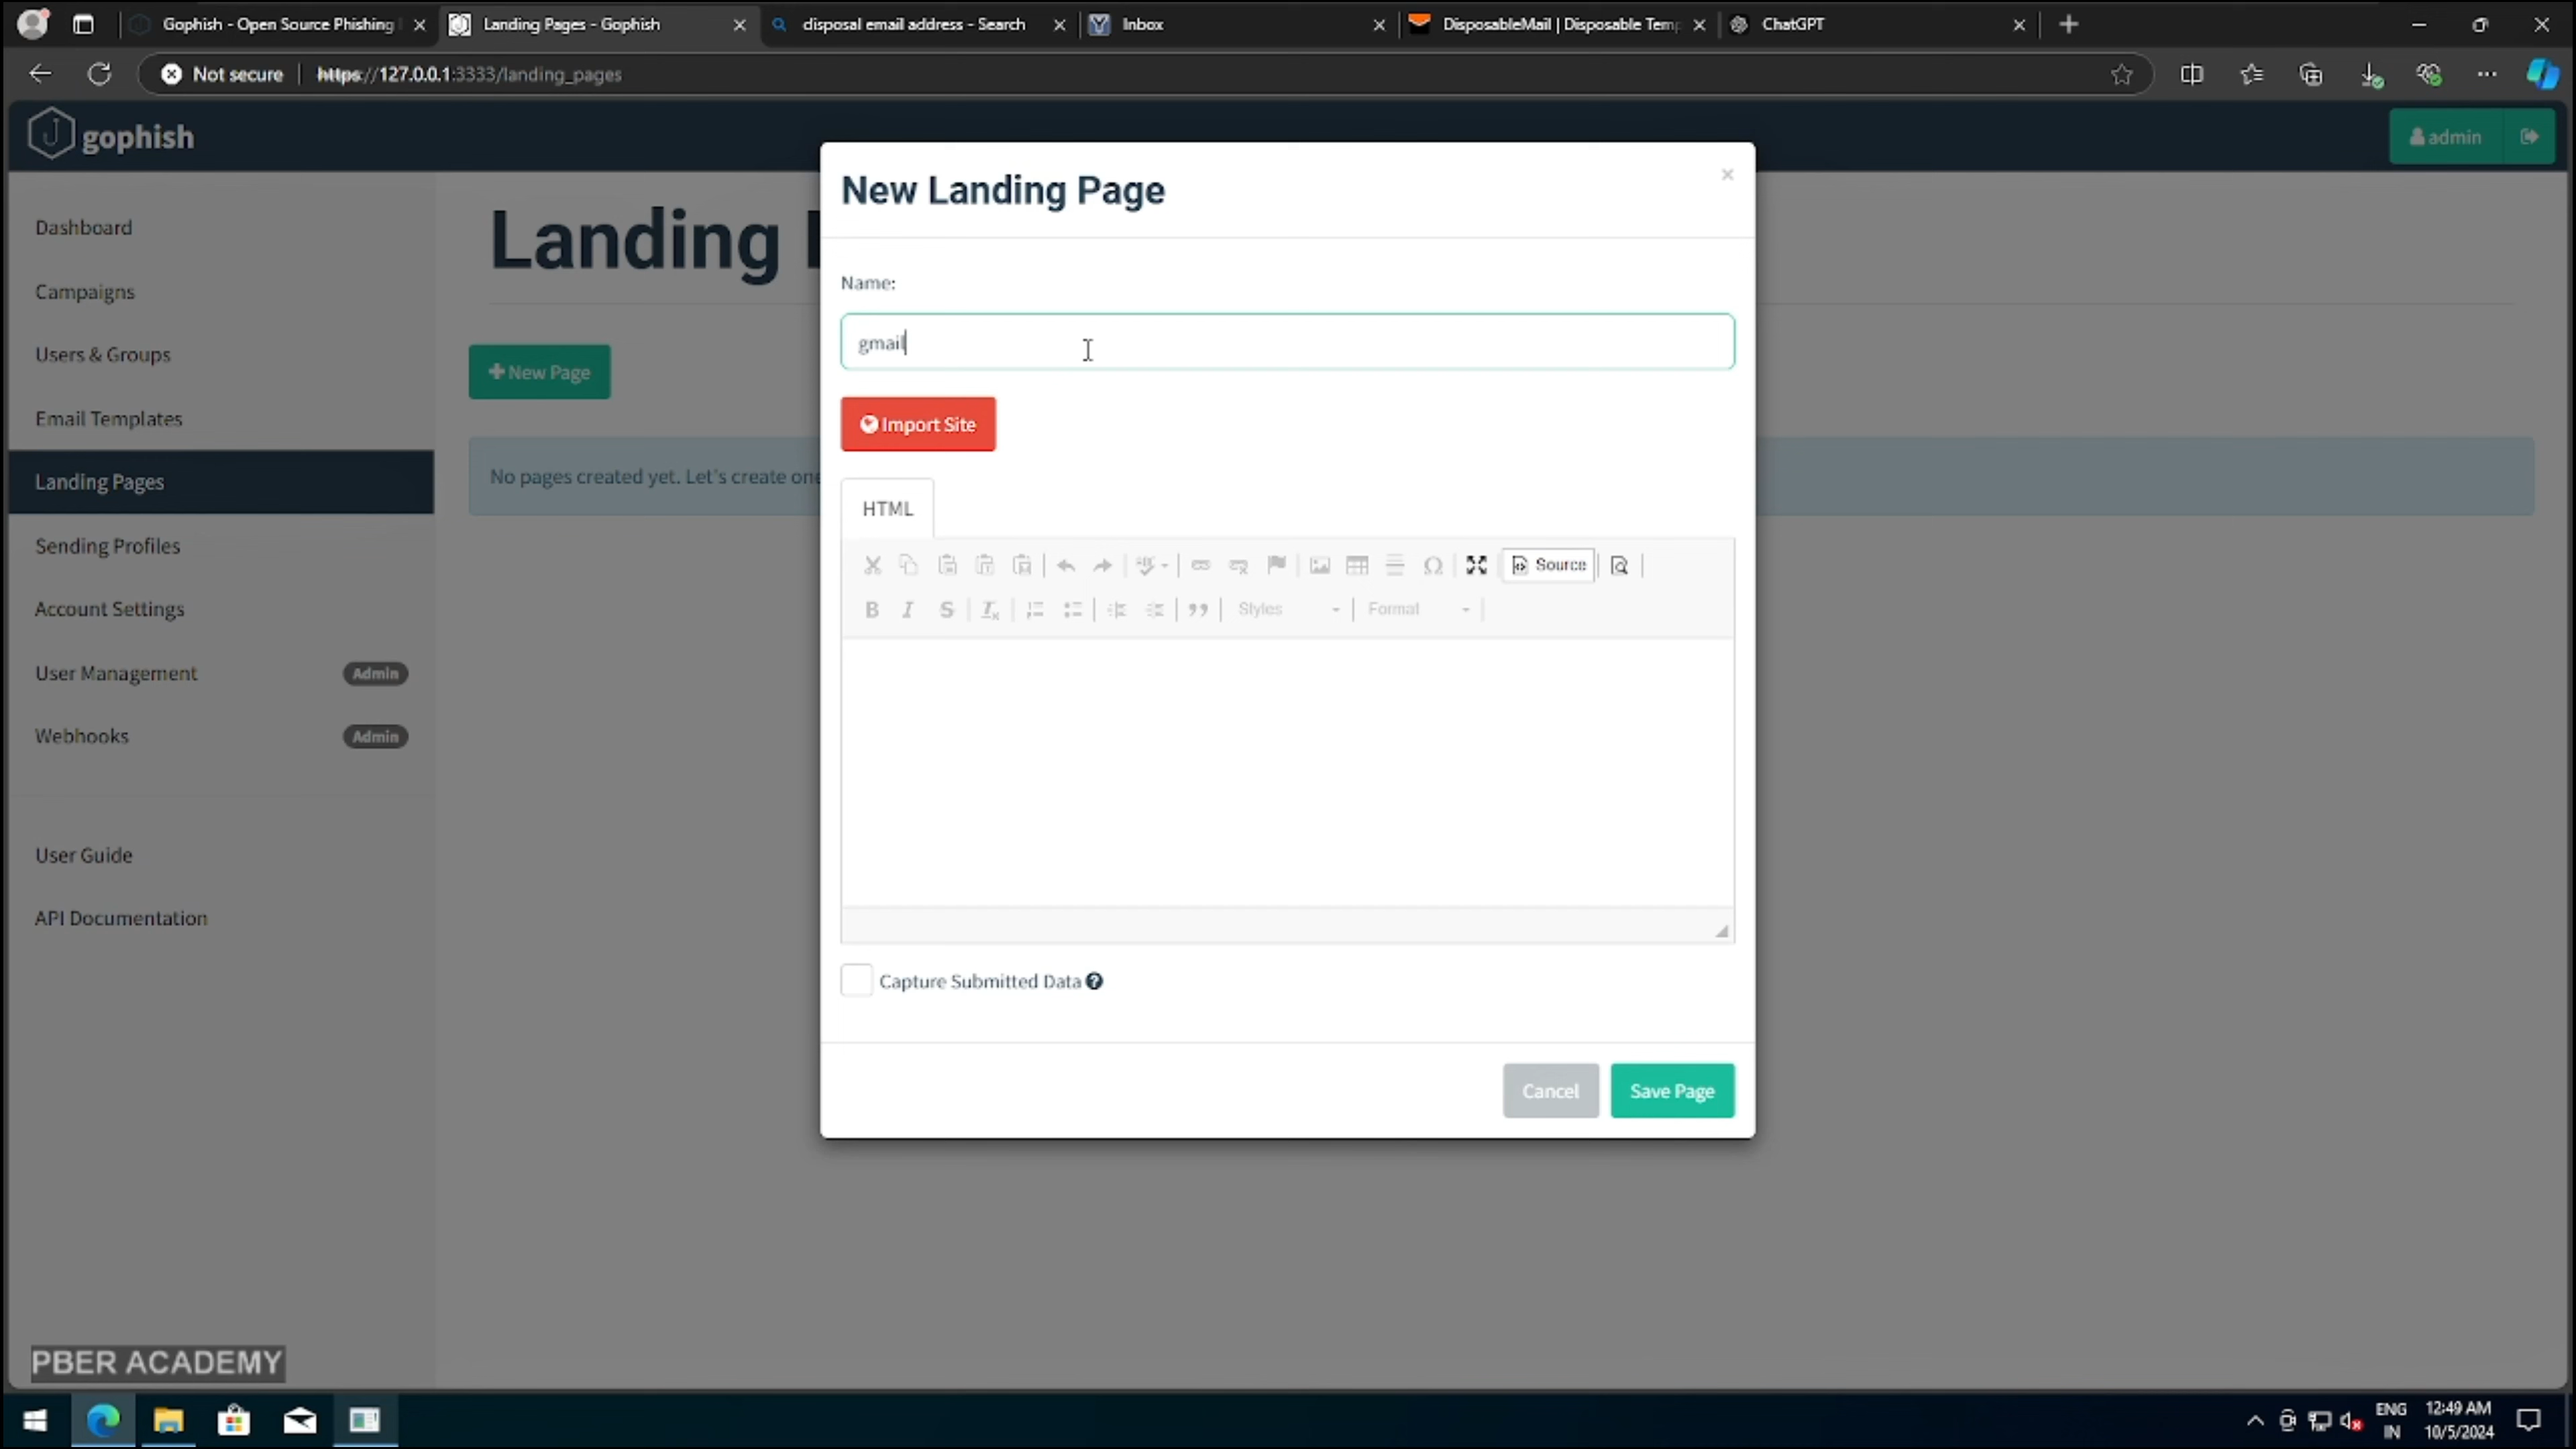 Gophish - Open Source Phishing
Landing Pages - Gophish
disposal email address - Search
Inbox
DisposableMail | Disposable Temp
ChatGPT
Not secure
https://127.0.0.1:3333/landing_pages
gophish
admin
Dashboard
Campaigns
Users & Groups
Email Templates
Landing Pages
Sending Profiles
Account Settings
User Management Admin
Webhooks Admin
User Guide
API Documentation
Landing
New Page
No pages created yet. Let's create one
New Landing Page
Name:
gmail
Import Site
HTML
Source
Styles Format
Capture Submitted Data
Cancel Save Page
PBER ACADEMY
ENG
IN
12:49 AM
10/5/2024